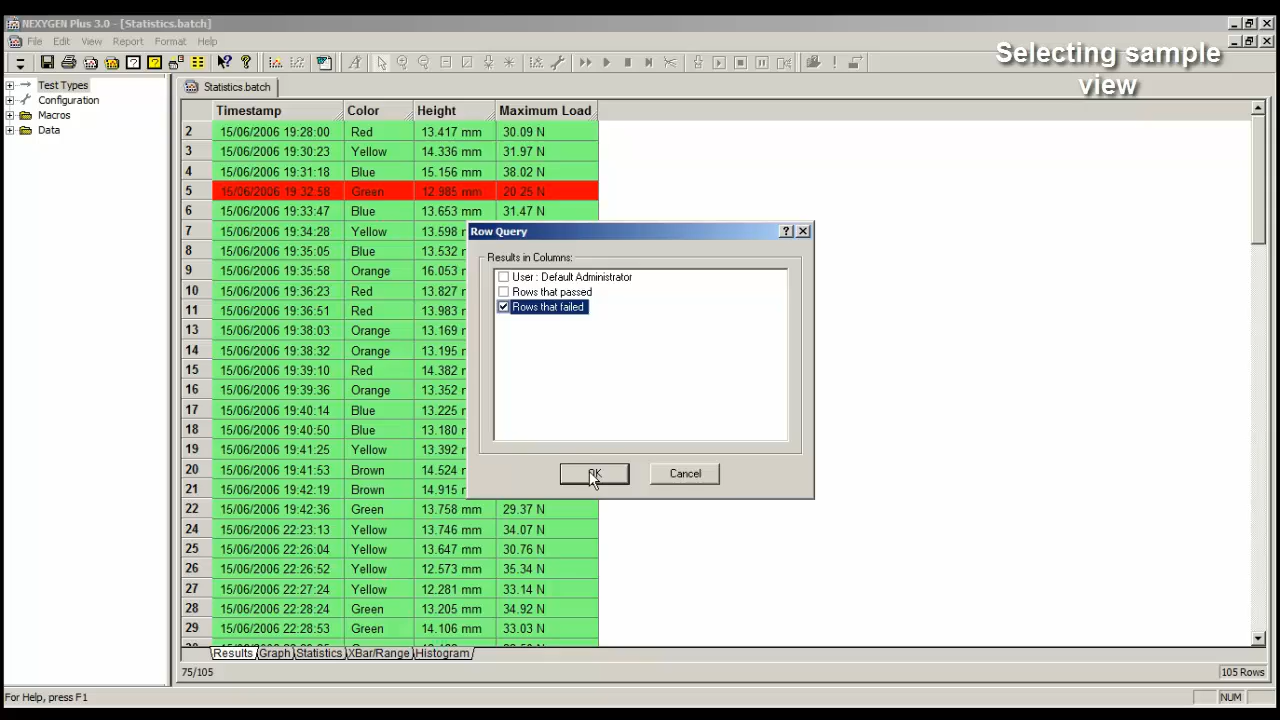 NEXYGEN Plus 3.0 - [Statistics.batch]
File Edit View Report Format Help
Selecting sample
view
Test Types
Configuration
Macros
Data
Statistics.batch
Timestamp Color Height Maximum Load
2 15/06/2006 19:28:00 Red 13.417 mm 30.09 N
3 15/06/2006 19:30:23 Yellow 14.336 mm 31.97 N
4 15/06/2006 19:31:18 Blue 15.156 mm 38.02 N
5 15/06/2006 19:32:58 Green 12.985 mm 20.25 N
6 15/06/2006 19:33:47 Blue 13.653 mm 31.47 N
7 15/06/2006 19:34:28 Yellow 13.598 m
8 15/06/2006 19:35:05 Blue 13.532 m
9 15/06/2006 19:35:58 Orange 16.053 m
10 15/06/2006 19:36:23 Red 13.827 m
11 15/06/2006 19:36:51 Red 13.983 m
13 15/06/2006 19:38:03 Orange 13.169 m
14 15/06/2006 19:38:32 Orange 13.195 m
15 15/06/2006 19:39:10 Red 14.382 m
16 15/06/2006 19:39:36 Orange 13.352 m
17 15/06/2006 19:40:14 Blue 13.225 m
18 15/06/2006 19:40:50 Blue 13.180 m
19 15/06/2006 19:41:25 Yellow 13.392 m
20 15/06/2006 19:41:53 Brown 14.524 m
21 15/06/2006 19:42:19 Brown 14.915 m
22 15/06/2006 19:42:36 Green 13.758 mm 29.37 N
24 15/06/2006 22:23:13 Yellow 13.746 mm 34.07 N
25 15/06/2006 22:26:04 Yellow 13.647 mm 30.76 N
26 15/06/2006 22:26:52 Yellow 12.573 mm 35.34 N
27 15/06/2006 22:27:24 Yellow 12.281 mm 33.14 N
28 15/06/2006 22:28:24 Green 13.205 mm 34.92 N
29 15/06/2006 22:28:53 Green 14.106 mm 33.03 N
Row Query
Results in Columns:
User : Default Administrator
Rows that passed
Rows that failed
OK Cancel
Results Graph Statistics XBar/Range Histogram
75/105 105 Rows
For Help, press F1 NUM